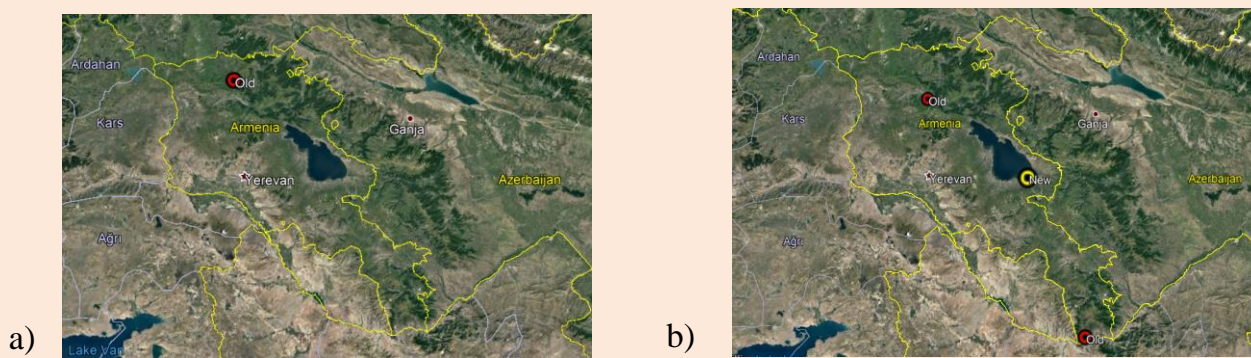 Ardahan
Old
Kars
Armenia
Ganja
Yerevan
Azerbaijan
Ağrı
Lake Van
a)
Ardahan
Old
Kars
Armenia
Ganja
Yerevan
New
Azerbaijan
Ağrı
Old
b)